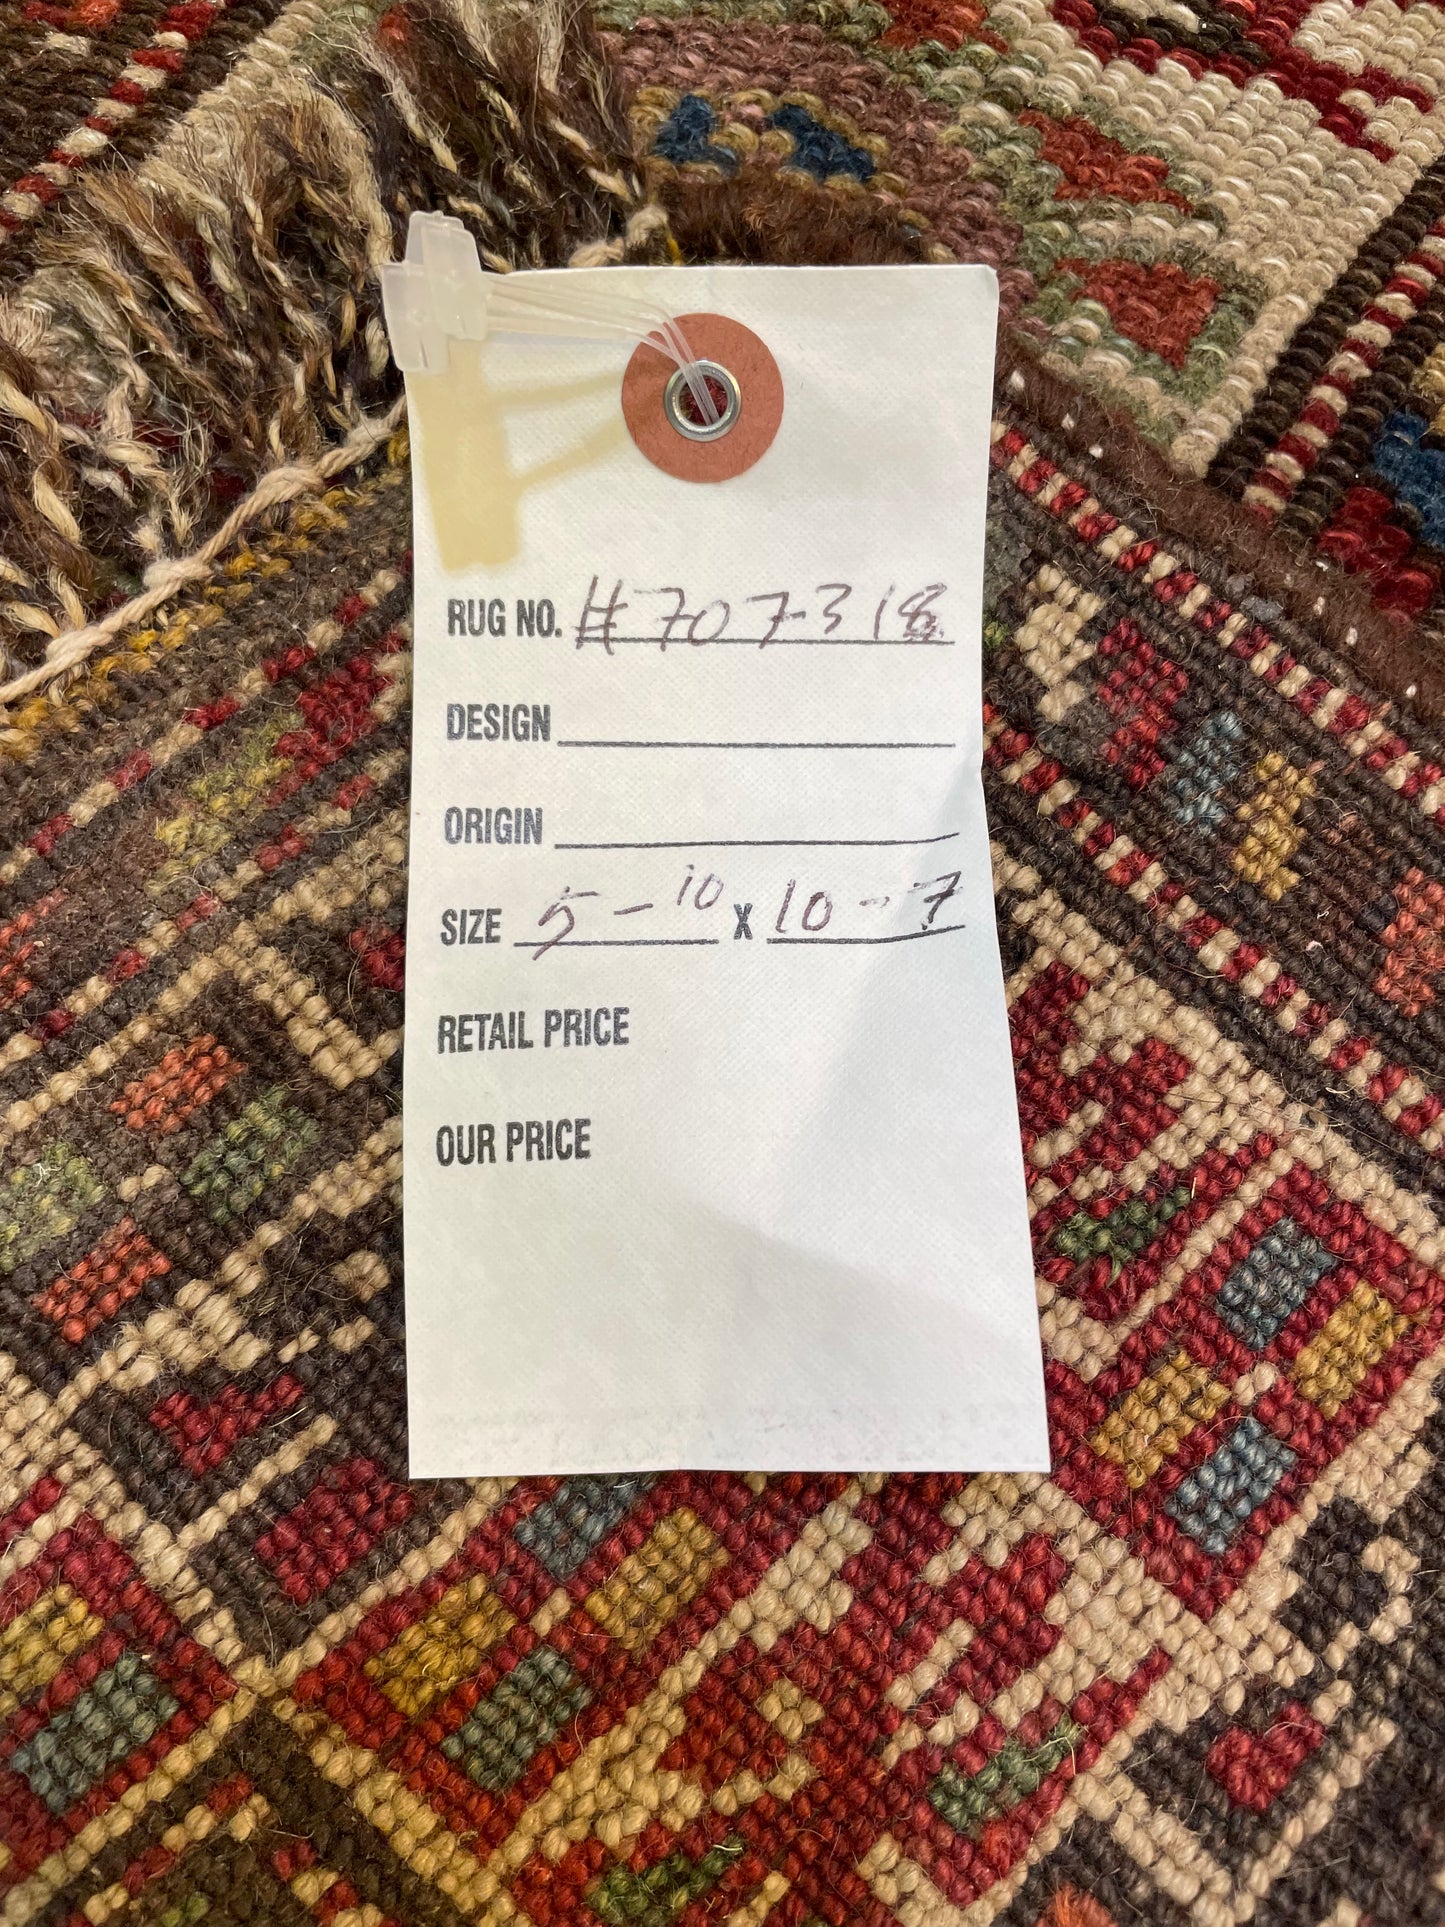 RUG NO. #707-318
DESIGN
ORIGIN
SIZE 5-10 X 10-7
RETAIL PRICE
OUR PRICE